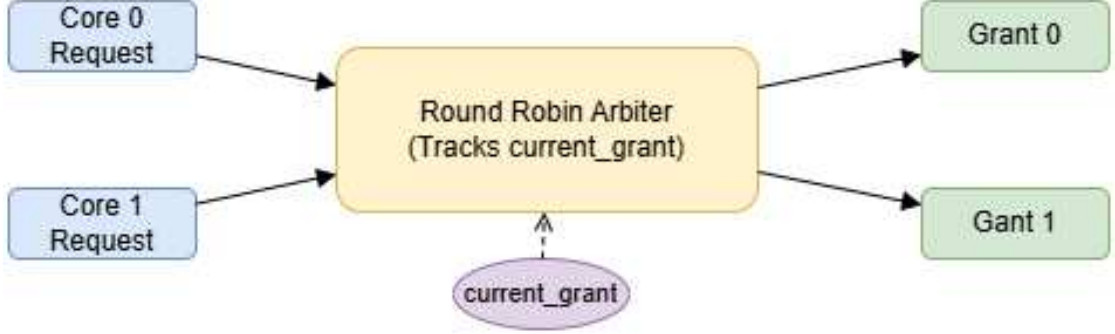 Core 0
Request
Core 1
Request
Round Robin Arbiter
(Tracks current_grant)
current_grant
Grant 0
Gant 1